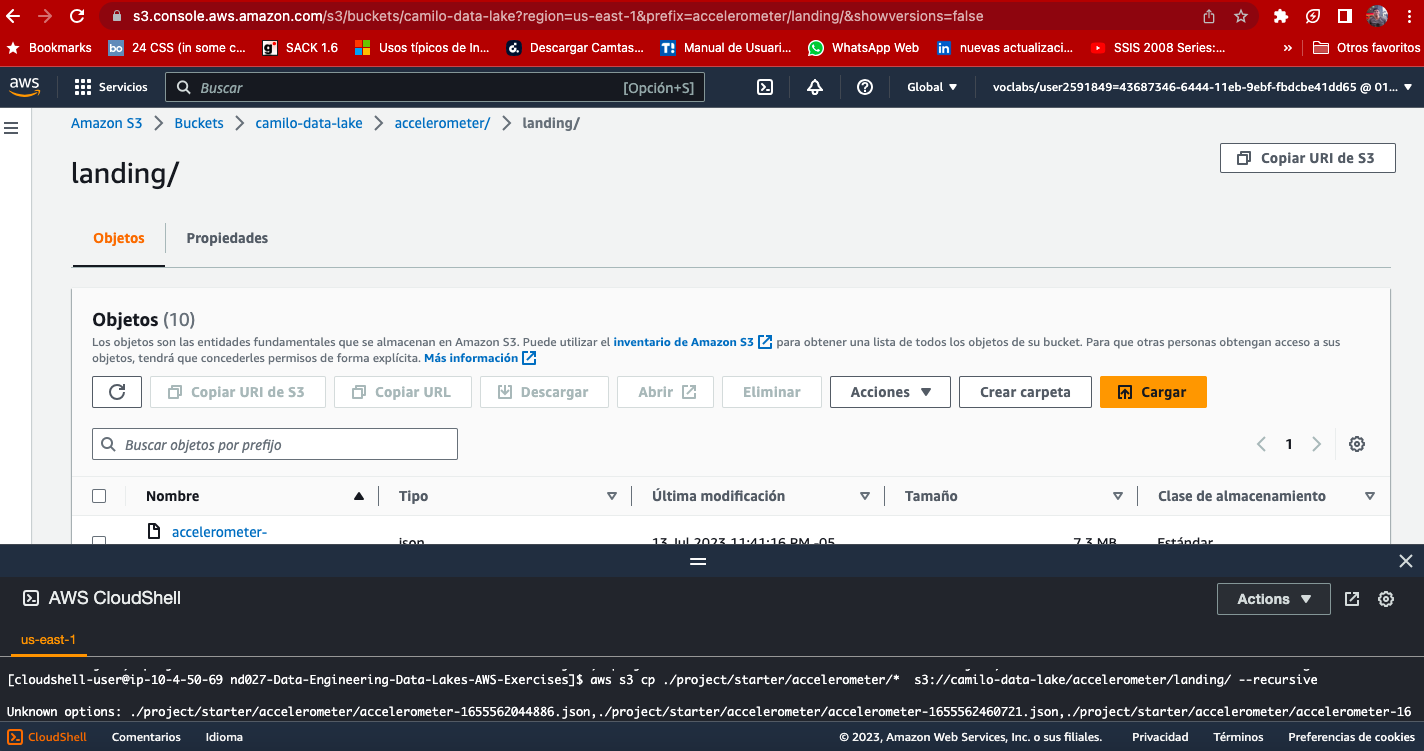 s3.console.aws.amazon.com/s3/buckets/camilo-data-lake?region=us-east-1&prefix=accelerometer/landing/&showversions=false
Bookmarks
bo 24 CSS (in some c...
g SACK 1.6
Usos típicos de In...
Descargar Camtas...
T! Manual de Usuari...
WhatsApp Web
in nuevas actualizaci...
SSIS 2008 Series:...
»
Otros favoritos
aws
Servicios
Buscar
[Opción+S]
Global
voclabs/user2591849=43687346-6444-11eb-9ebf-fbdcbe41dd65 @ 01...
Amazon S3 > Buckets > camilo-data-lake > accelerometer/ > landing/
landing/
Copiar URI de S3
Objetos
Propiedades
Objetos (10)
Los objetos son las entidades fundamentales que se almacenan en Amazon S3. Puede utilizar el inventario de Amazon S3 para obtener una lista de todos los objetos de su bucket. Para que otras personas obtengan acceso a sus
objetos, tendrá que concederles permisos de forma explícita. Más información
Copiar URI de S3
Copiar URL
Descargar
Abrir
Eliminar
Acciones
Crear carpeta
Cargar
Buscar objetos por prefijo
1
Nombre
Tipo
Última modificación
Tamaño
Clase de almacenamiento
accelerometer-
json
13 Jul 2023 11:41:16 PM -05
7.3 MB
Estándar
AWS CloudShell
Actions
us-east-1
[cloudshell-user@ip-10-4-50-69 nd027-Data-Engineering-Data-Lakes-AWS-Exercises]$ aws s3 cp ./project/starter/accelerometer/*  s3://camilo-data-lake/accelerometer/landing/ --recursive
Unknown options: ./project/starter/accelerometer/accelerometer-1655562044886.json,./project/starter/accelerometer/accelerometer-1655562460721.json,./project/starter/accelerometer/accelerometer-16
CloudShell
Comentarios
Idioma
© 2023, Amazon Web Services, Inc. o sus filiales.
Privacidad
Términos
Preferencias de cookies